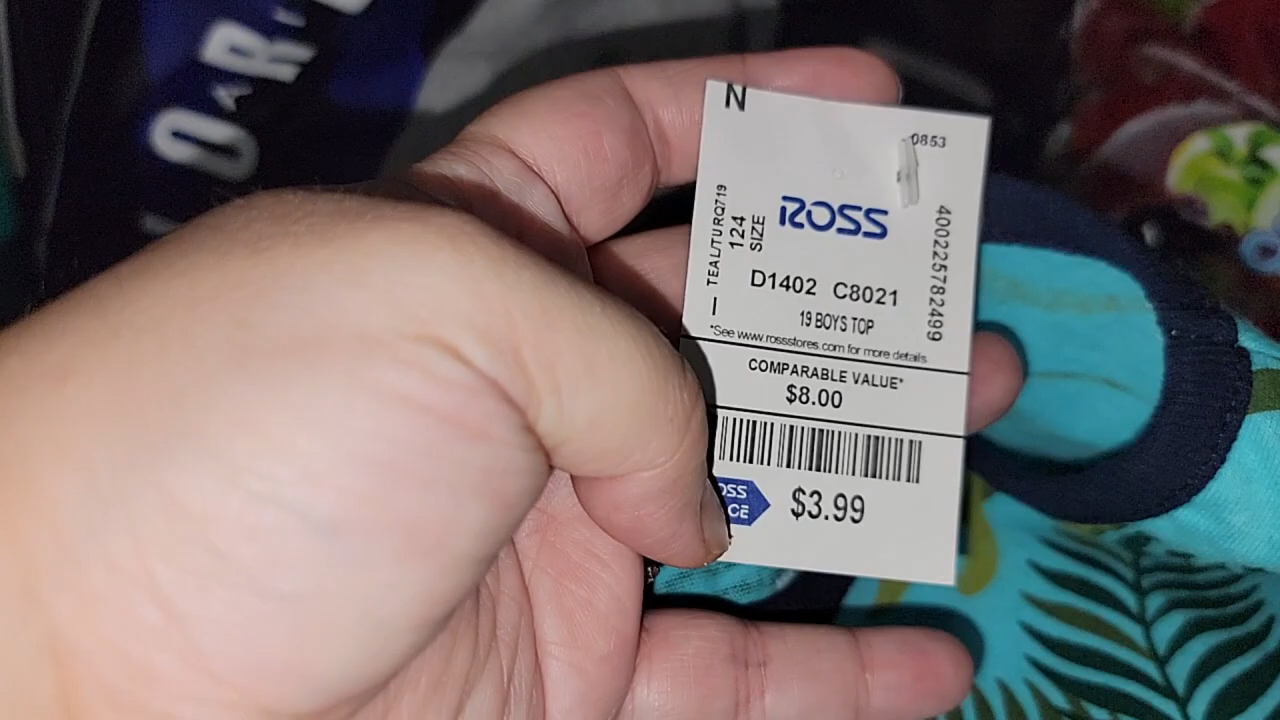 N
0853
ROSS
TEAL/TURQ719
124
SIZE
400225782499
D1402 C8021
19 BOYS TOP
*See www.rossstores.com for more details
COMPARABLE VALUE*
$8.00
$3.99